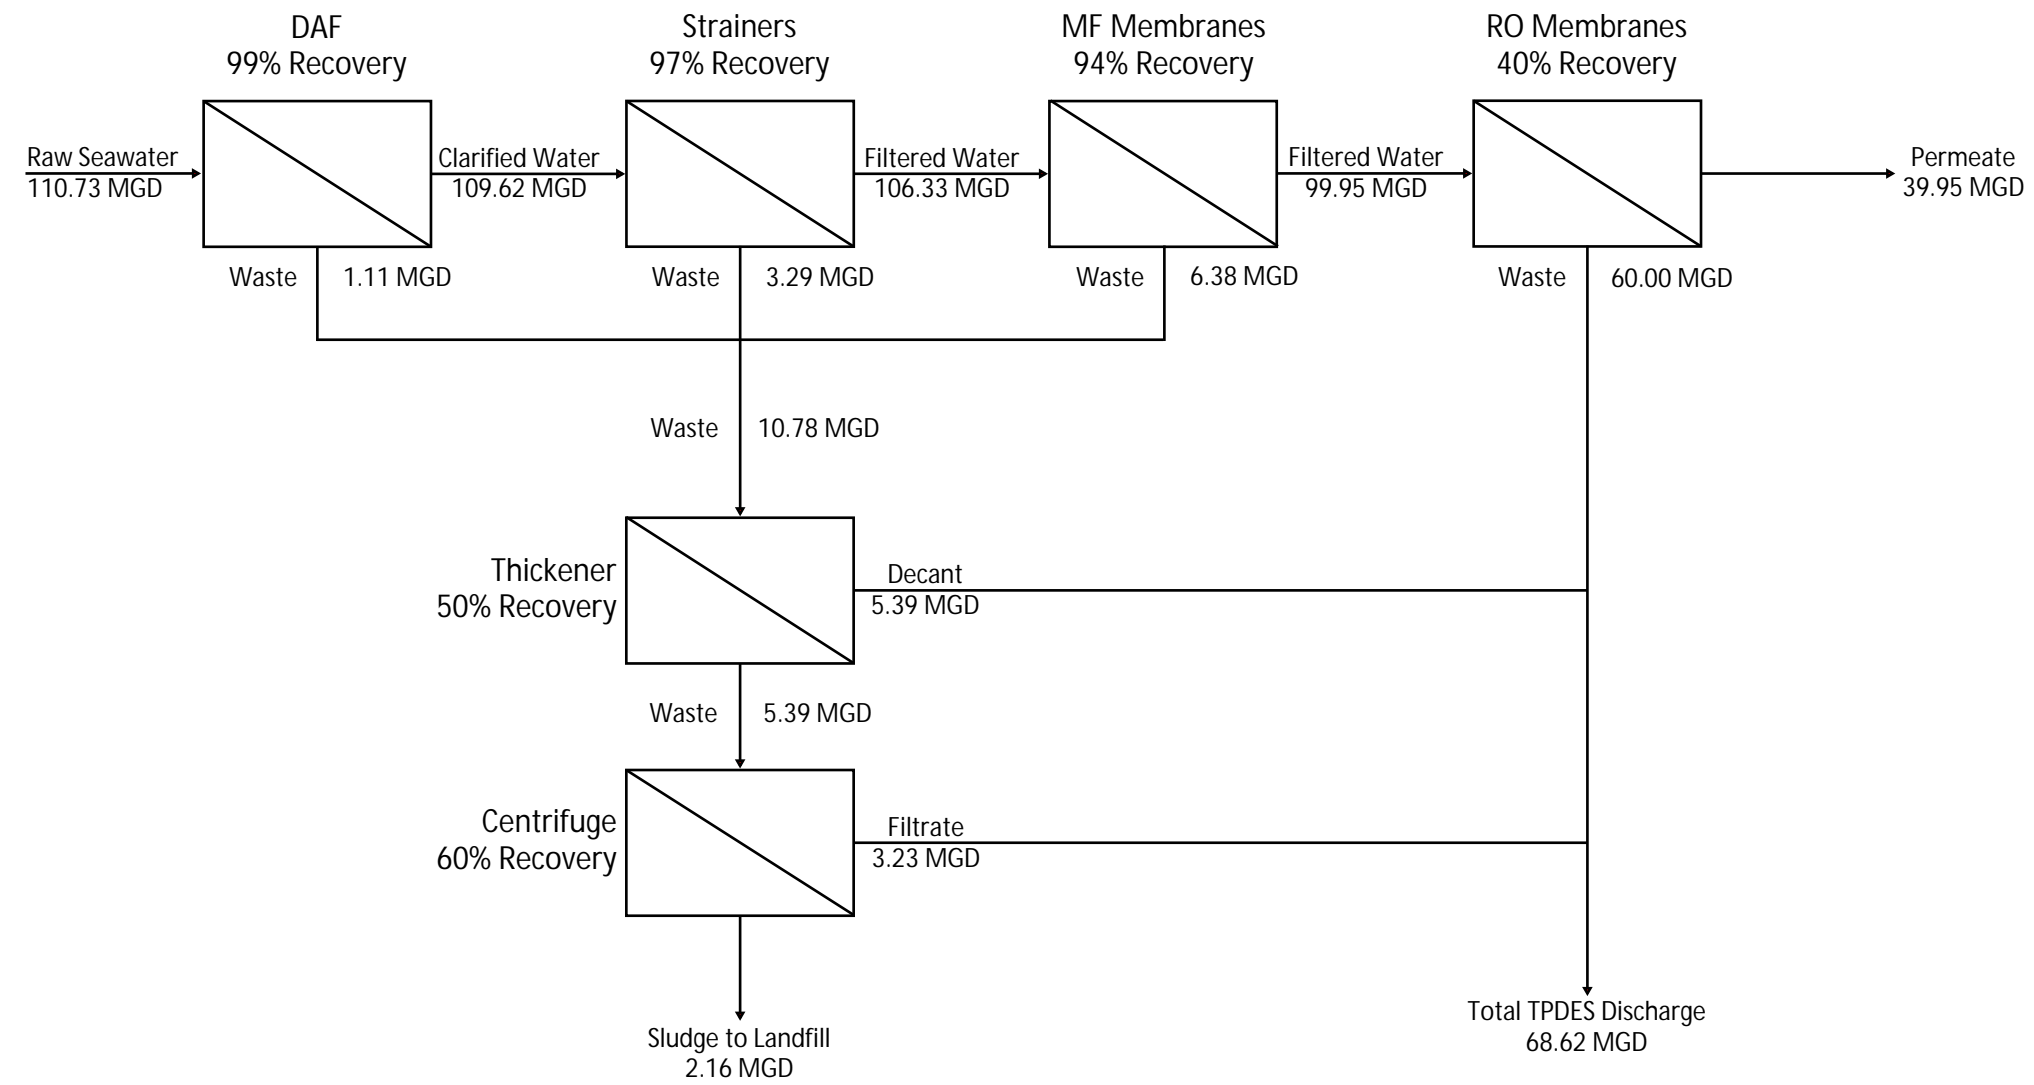 DAF
99% Recovery
Strainers
97% Recovery
MF Membranes
94% Recovery
RO Membranes
40% Recovery
Raw Seawater
110.73 MGD
Clarified Water
109.62 MGD
Filtered Water
106.33 MGD
Filtered Water
99.95 MGD
Permeate
39.95 MGD
Waste 1.11 MGD
Waste 3.29 MGD
Waste 6.38 MGD
Waste 60.00 MGD
Waste 10.78 MGD
Thickener
50% Recovery
Decant
5.39 MGD
Waste 5.39 MGD
Centrifuge
60% Recovery
Filtrate
3.23 MGD
Sludge to Landfill
2.16 MGD
Total TPDES Discharge
68.62 MGD